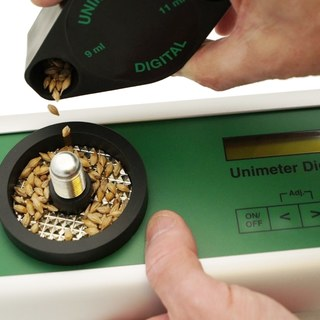 UNI
11 ml
9 ml
DIGITAL
Unimeter Di
Adj.
ON/
OFF
< >